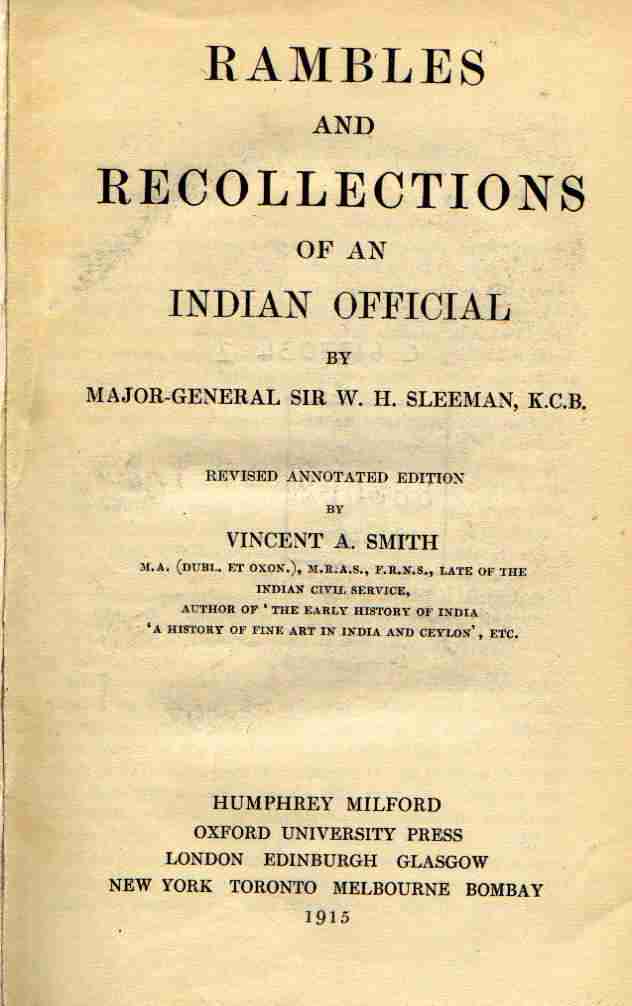 RAMBLES
AND
RECOLLECTIONS
OF AN
INDIAN OFFICIAL
BY
MAJOR-GENERAL SIR W. H. SLEEMAN, K.C.B.
REVISED ANNOTATED EDITION
BY
VINCENT A. SMITH
M.A. (DUBL. ET OXON.), M.R.A.S., F.R.N.S., LATE OF THE
INDIAN CIVIL SERVICE,
AUTHOR OF ' THE EARLY HISTORY OF INDIA
'A HISTORY OF FINE ART IN INDIA AND CEYLON', ETC.
HUMPHREY MILFORD
OXFORD UNIVERSITY PRESS
LONDON EDINBURGH GLASGOW
NEW YORK TORONTO MELBOURNE BOMBAY
1915